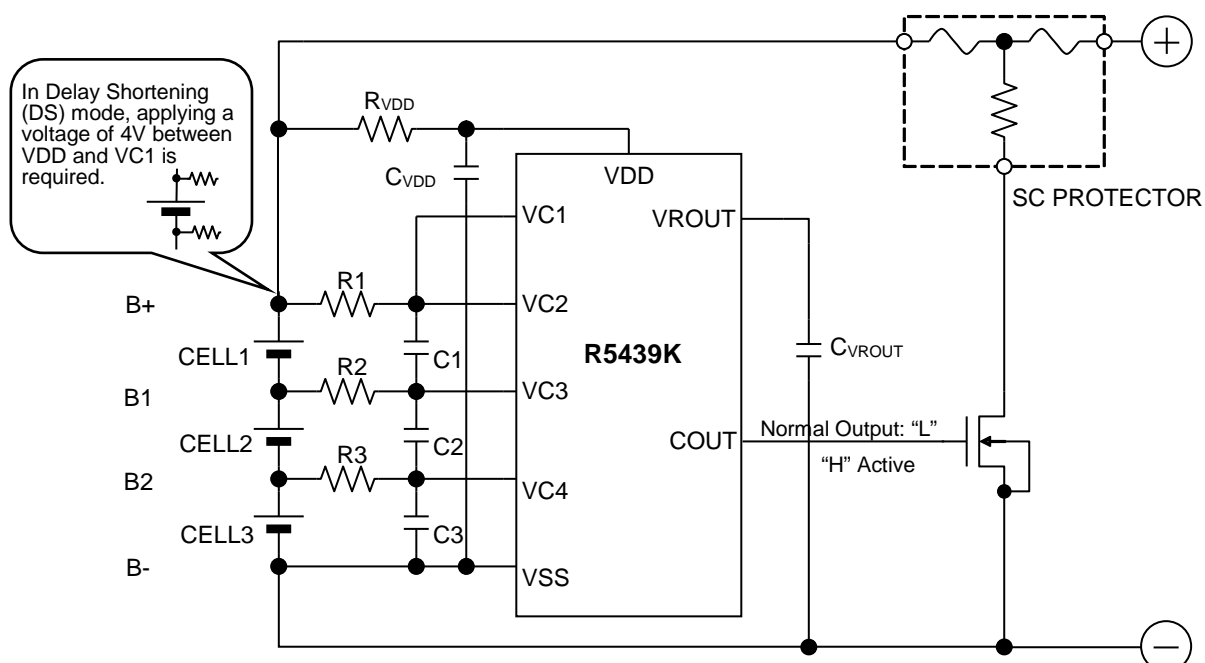 In Delay Shortening
(DS) mode, applying a
voltage of 4V between
VDD and VC1 is
required.
RVDD
CVDD
VDD
SC PROTECTOR
VC1
VROUT
R1
B+
VC2
CELL1
C1
R5439K
CVROUT
R2
B1
VC3
CELL2
C2
COUT
Normal Output: “L”
“H” Active
R3
B2
VC4
CELL3
C3
B-
VSS
+
−